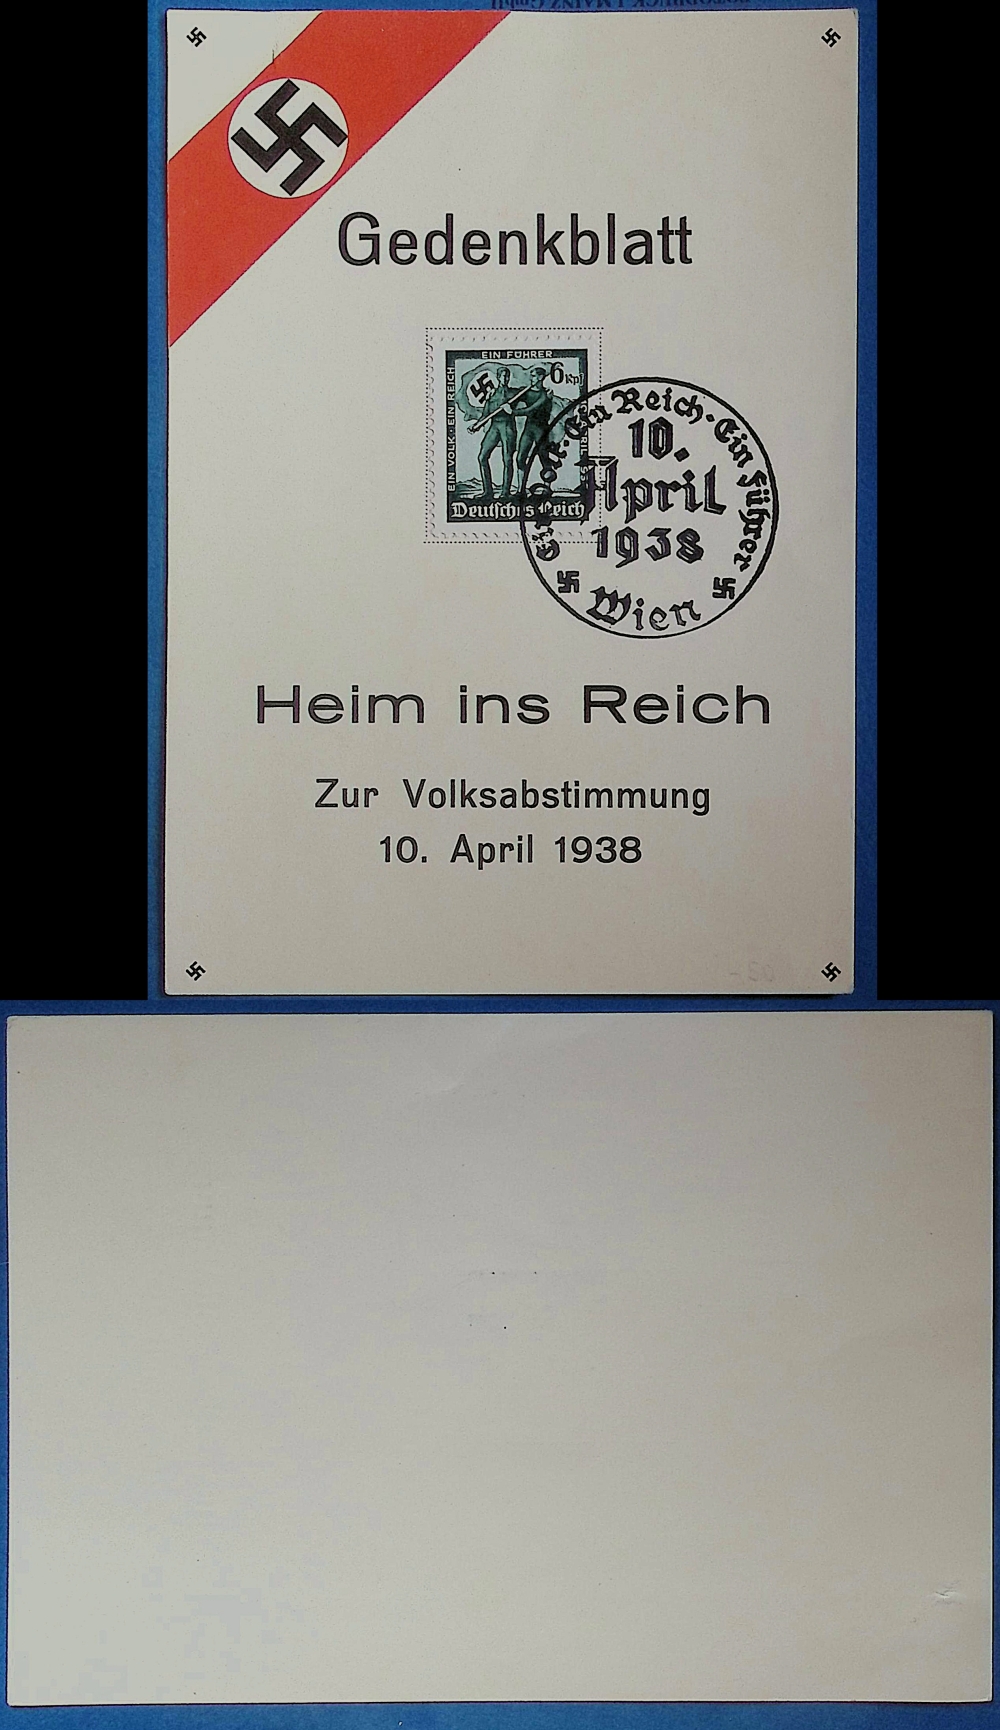 Gedenkblatt
EIN FÜHRER
EIN VOLK · EIN REICH
6 Rpf
Deutsches Reich
Ein Volk · Ein Reich · Ein Führer
10.
April
1938
Wien
Heim ins Reich
Zur Volksabstimmung
10. April 1938